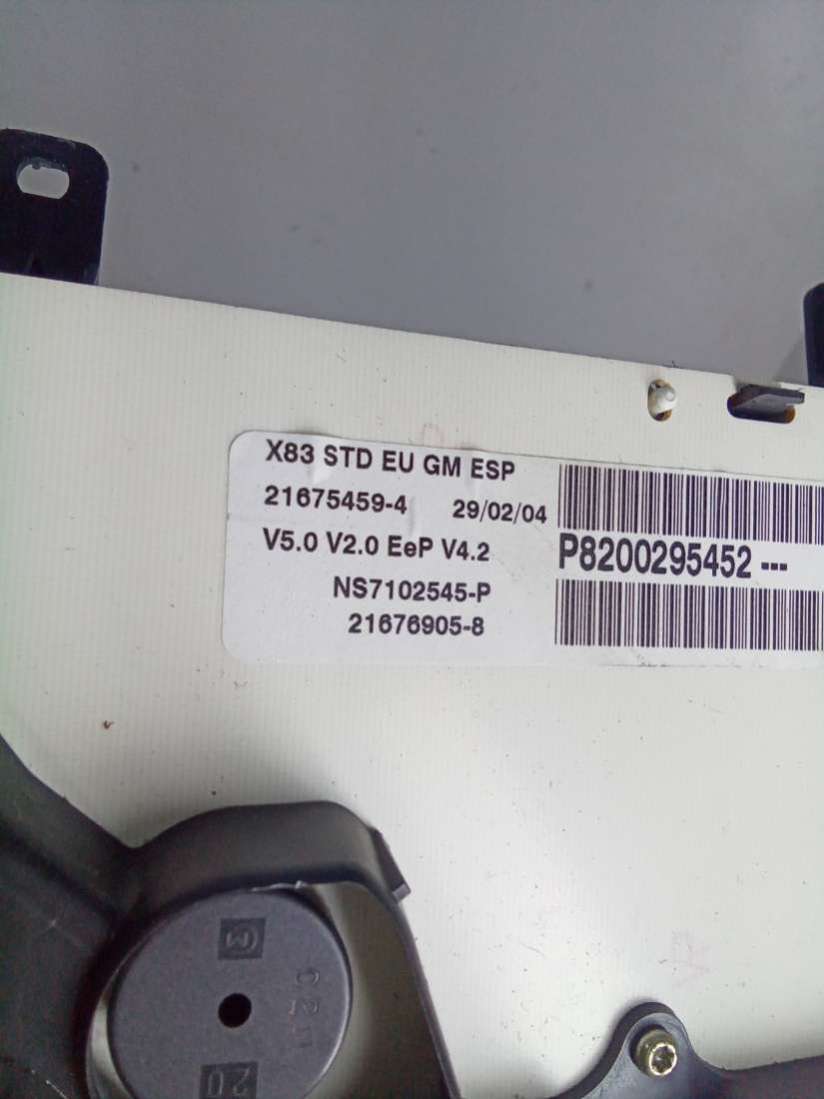 X83 STD EU GM ESP
21675459-4 29/02/04
V5.0 V2.0 EeP V4.2
P8200295452---
NS7102545-P
21676905-8
20